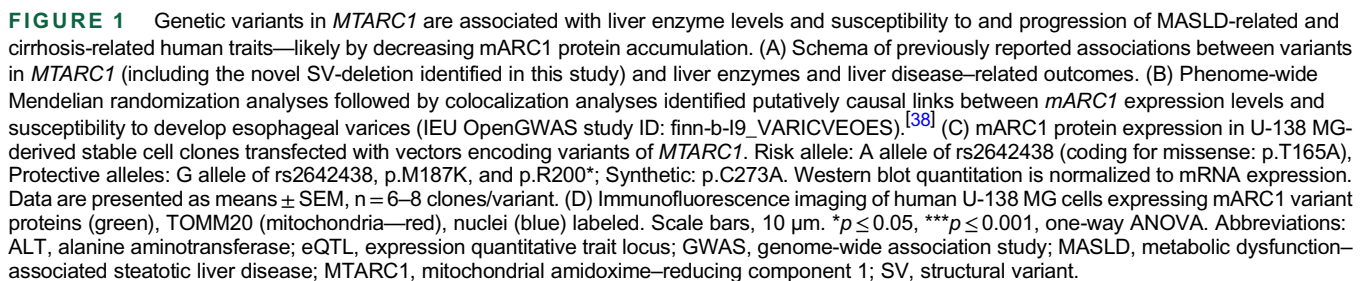 FIGURE 1 Genetic variants in MTARC1 are associated with liver enzyme levels and susceptibility to and progression of MASLD-related and
cirrhosis-related human traits—likely by decreasing mARC1 protein accumulation. (A) Schema of previously reported associations between variants
in MTARC1 (including the novel SV-deletion identified in this study) and liver enzymes and liver disease–related outcomes. (B) Phenome-wide
Mendelian randomization analyses followed by colocalization analyses identified putatively causal links between mARC1 expression levels and
susceptibility to develop esophageal varices (IEU OpenGWAS study ID: finn-b-I9_VARICVEOES).[38] (C) mARC1 protein expression in U-138 MG-
derived stable cell clones transfected with vectors encoding variants of MTARC1. Risk allele: A allele of rs2642438 (coding for missense: p.T165A),
Protective alleles: G allele of rs2642438, p.M187K, and p.R200*; Synthetic: p.C273A. Western blot quantitation is normalized to mRNA expression.
Data are presented as means ± SEM, n = 6–8 clones/variant. (D) Immunofluorescence imaging of human U-138 MG cells expressing mARC1 variant
proteins (green), TOMM20 (mitochondria—red), nuclei (blue) labeled. Scale bars, 10 µm. *p ≤ 0.05, ***p ≤ 0.001, one-way ANOVA. Abbreviations:
ALT, alanine aminotransferase; eQTL, expression quantitative trait locus; GWAS, genome-wide association study; MASLD, metabolic dysfunction–
associated steatotic liver disease; MTARC1, mitochondrial amidoxime–reducing component 1; SV, structural variant.